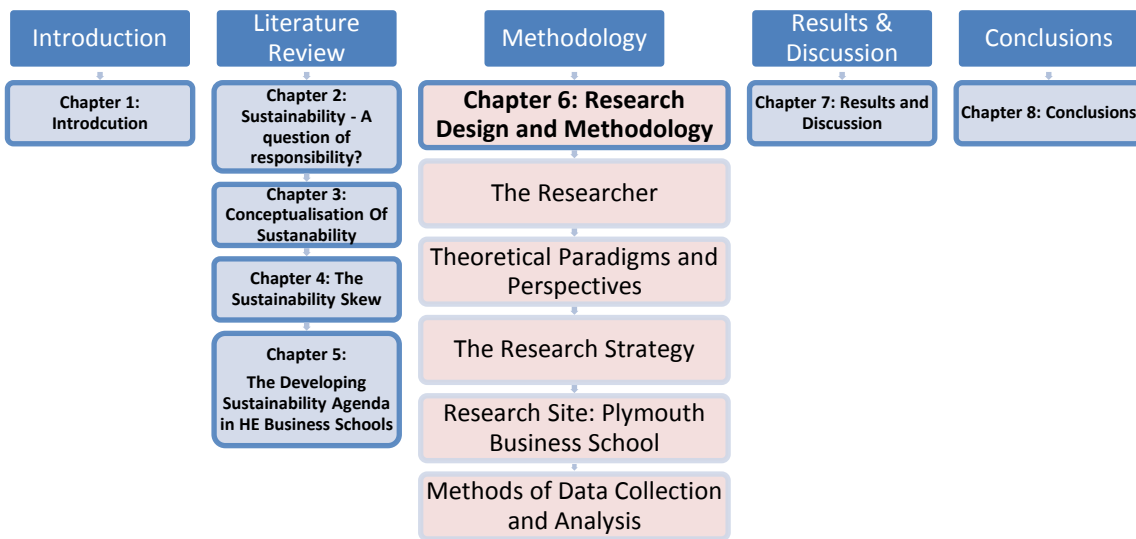 Introduction
Chapter 1:
Introdcution
Literature
Review
Chapter 2:
Sustainability - A
question of
responsibility?
Chapter 3:
Conceptualisation Of
Sustanability
Chapter 4: The
Sustainability Skew
Chapter 5:
The Developing
Sustainability Agenda
in HE Business Schools
Methodology
Chapter 6: Research
Design and Methodology
The Researcher
Theoretical Paradigms and
Perspectives
The Research Strategy
Research Site: Plymouth
Business School
Methods of Data Collection
and Analysis
Results &
Discussion
Chapter 7: Results and
Discussion
Conclusions
Chapter 8: Conclusions